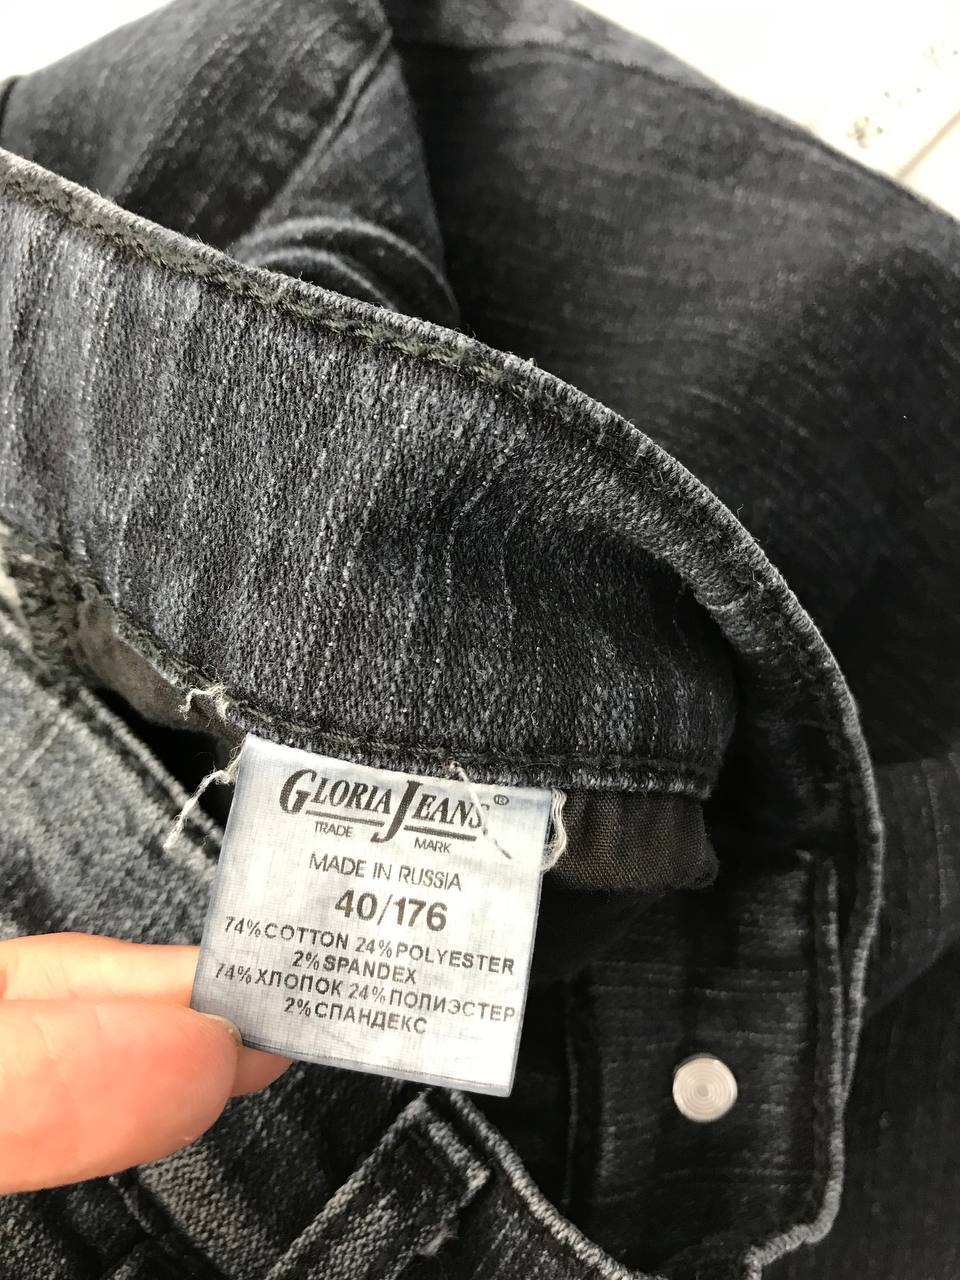 GLORIA JEANS®
TRADE MARK
MADE IN RUSSIA
40/176
74%COTTON 24%POLYESTER
2%SPANDEX
74%ХЛОПОК 24%ПОЛИЭСТЕР
2%СПАНДЕКС